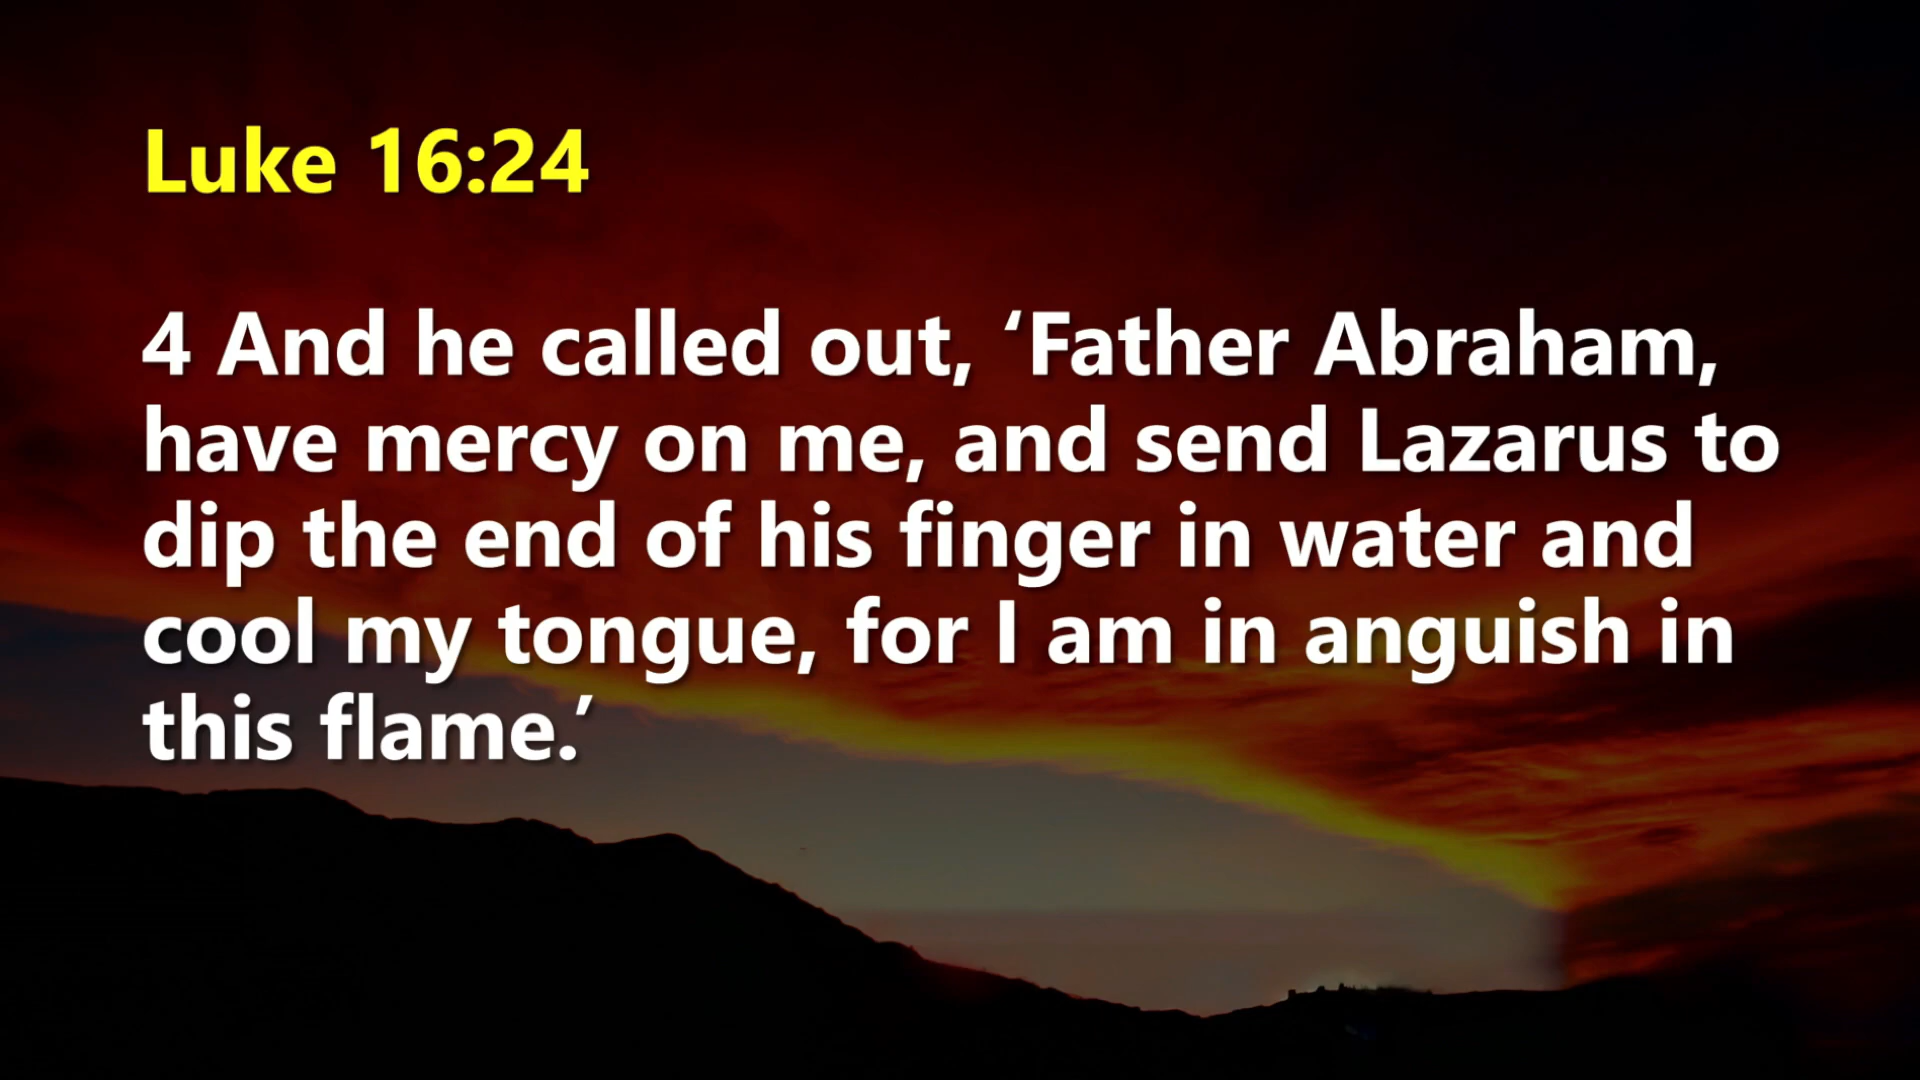 Luke 16:24
4 And he called out, ‘Father Abraham,
have mercy on me, and send Lazarus to
dip the end of his finger in water and
cool my tongue, for I am in anguish in
this flame.’